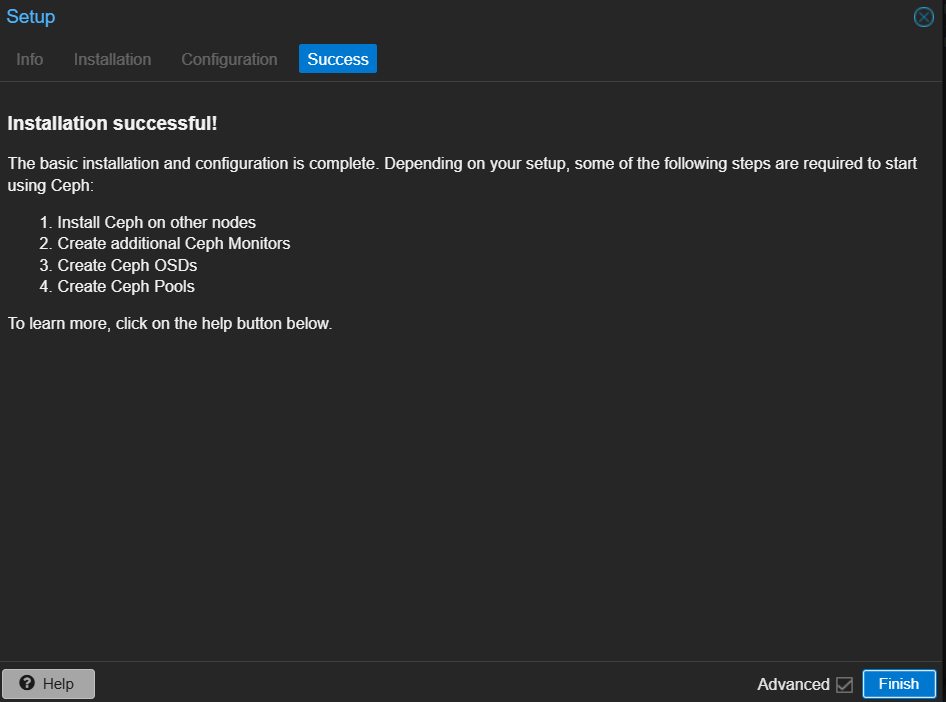 Setup
Info Installation Configuration Success
Installation successful!
The basic installation and configuration is complete. Depending on your setup, some of the following steps are required to start
using Ceph:
1. Install Ceph on other nodes
2. Create additional Ceph Monitors
3. Create Ceph OSDs
4. Create Ceph Pools
To learn more, click on the help button below.
? Help Advanced Finish